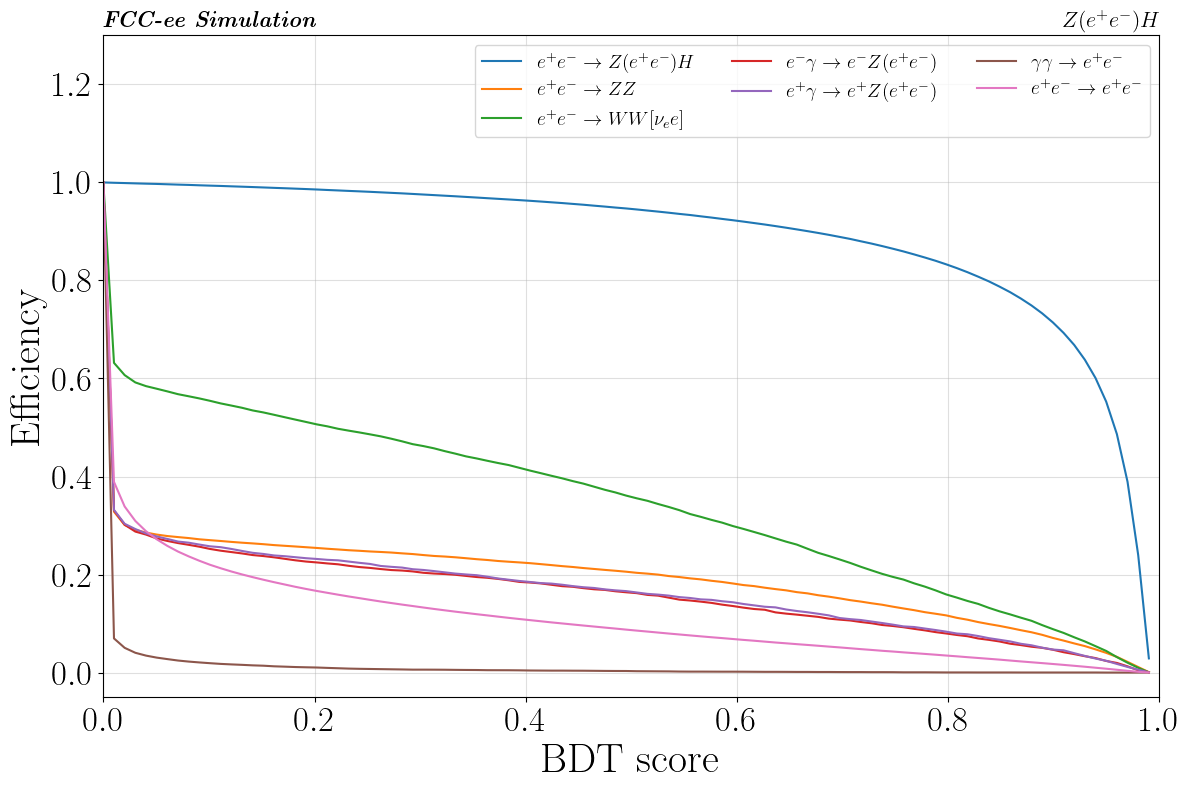 FCC-ee Simulation
Z(e⁺e⁻)H
e⁺e⁻ → Z(e⁺e⁻)H
e⁺e⁻ → ZZ
e⁺e⁻ → WW[νₑe]
e⁻γ → e⁻Z(e⁺e⁻)
e⁺γ → e⁺Z(e⁺e⁻)
γγ → e⁺e⁻
e⁺e⁻ → e⁺e⁻
Efficiency
1.2
1.0
0.8
0.6
0.4
0.2
0.0
0.0 0.2 0.4 0.6 0.8 1.0
BDT score